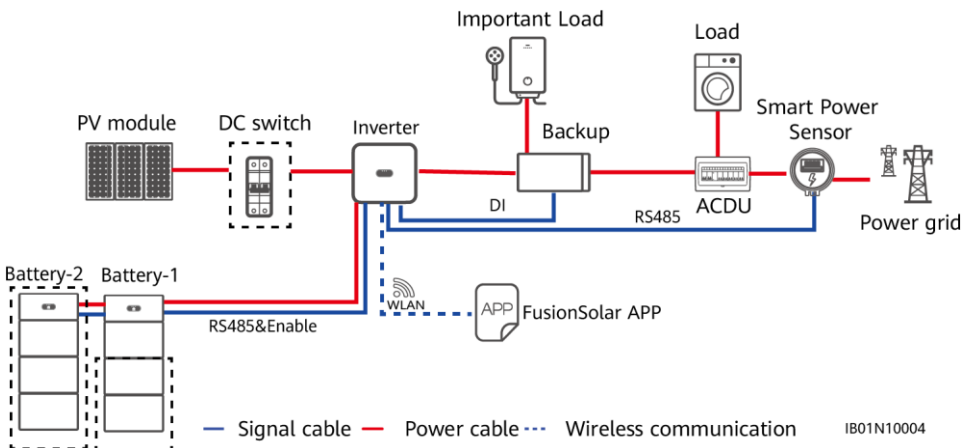 Important Load
Load
PV module
DC switch
Inverter
Backup
Smart Power
Sensor
DI
RS485
ACDU
Power grid
Battery-2
Battery-1
WLAN
APP
FusionSolar APP
RS485&Enable
Signal cable
Power cable
Wireless communication
IB01N10004